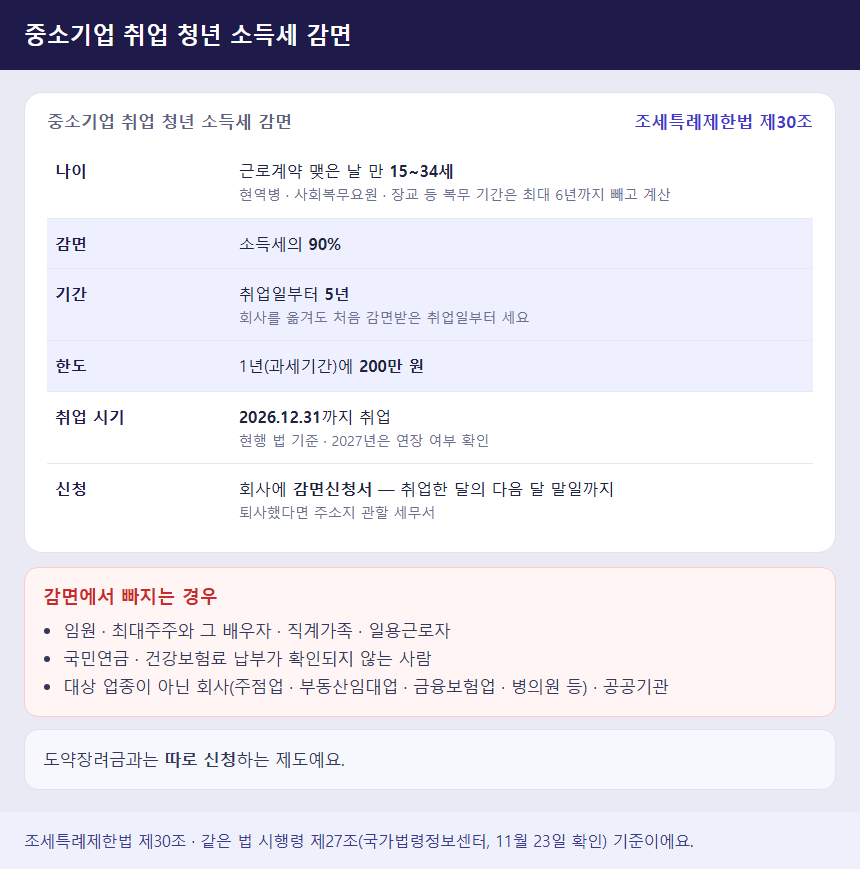 중소기업 취업 청년 소득세 감면
중소기업 취업 청년 소득세 감면
조세특례제한법 제30조
나이
근로계약 맺은 날 만 15~34세
현역병 · 사회복무요원 · 장교 등 복무 기간은 최대 6년까지 빼고 계산
감면
소득세의 90%
기간
취업일부터 5년
회사를 옮겨도 처음 감면받은 취업일부터 세요
한도
1년(과세기간)에 200만 원
취업 시기
2026.12.31까지 취업
현행 법 기준 · 2027년은 연장 여부 확인
신청
회사에 감면신청서 — 취업한 달의 다음 달 말일까지
퇴사했다면 주소지 관할 세무서
감면에서 빠지는 경우
• 임원 · 최대주주와 그 배우자 · 직계가족 · 일용근로자
• 국민연금 · 건강보험료 납부가 확인되지 않는 사람
• 대상 업종이 아닌 회사(주점업 · 부동산임대업 · 금융보험업 · 병의원 등) · 공공기관
도약장려금과는 따로 신청하는 제도예요.
조세특례제한법 제30조 · 같은 법 시행령 제27조(국가법령정보센터, 11월 23일 확인) 기준이에요.